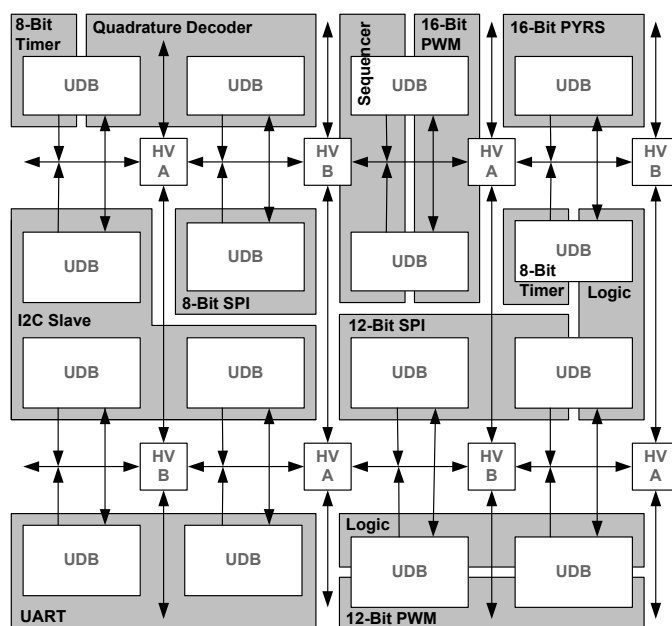 8-Bit
Timer
Quadrature Decoder
Sequencer
16-Bit
PWM
16-Bit PYRS
UDB
UDB
UDB
UDB
HV
A
HV
B
HV
A
HV
B
UDB
UDB
UDB
UDB
8-Bit
Timer
Logic
8-Bit SPI
I2C Slave
12-Bit SPI
UDB
UDB
UDB
UDB
HV
B
HV
A
HV
B
HV
A
Logic
UDB
UDB
UDB
UDB
UART
12-Bit PWM